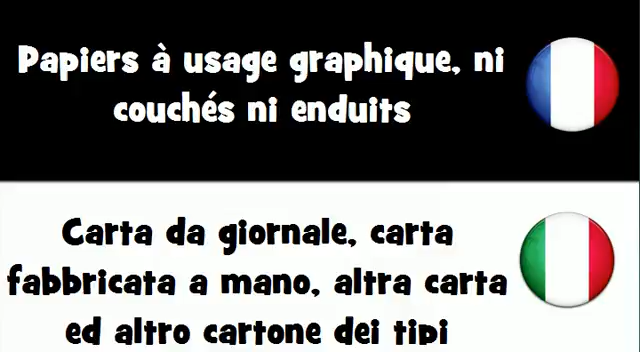 Papiers à usage graphique, ni
couchés ni enduits
Carta da giornale, carta
fabbricata a mano, altra carta
ed altro cartone dei tipi